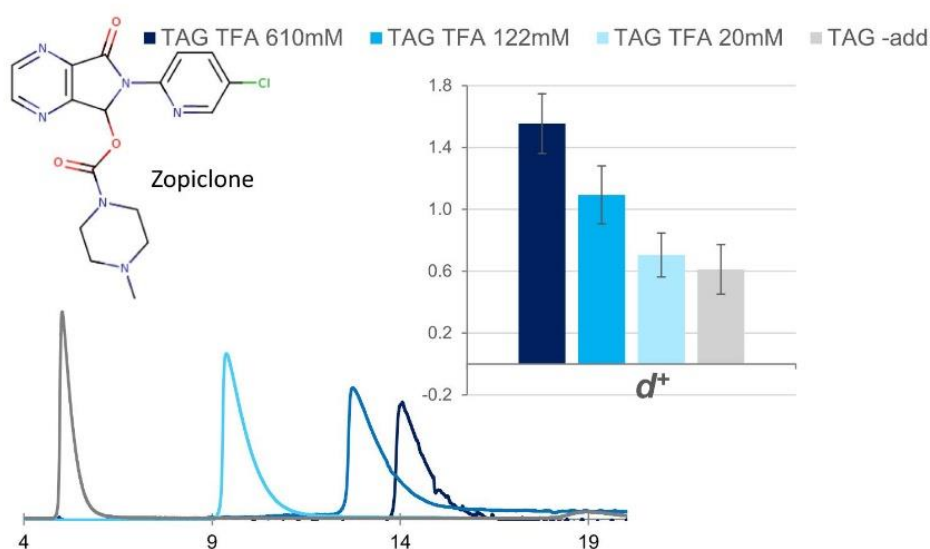 TAG TFA 610mM TAG TFA 122mM TAG TFA 20mM TAG -add
O
N
N
N
Cl
N
O
O
Zopiclone
N
N
1.8
1.4
1.0
0.6
0.2
-0.2
d+
4 9 14 19